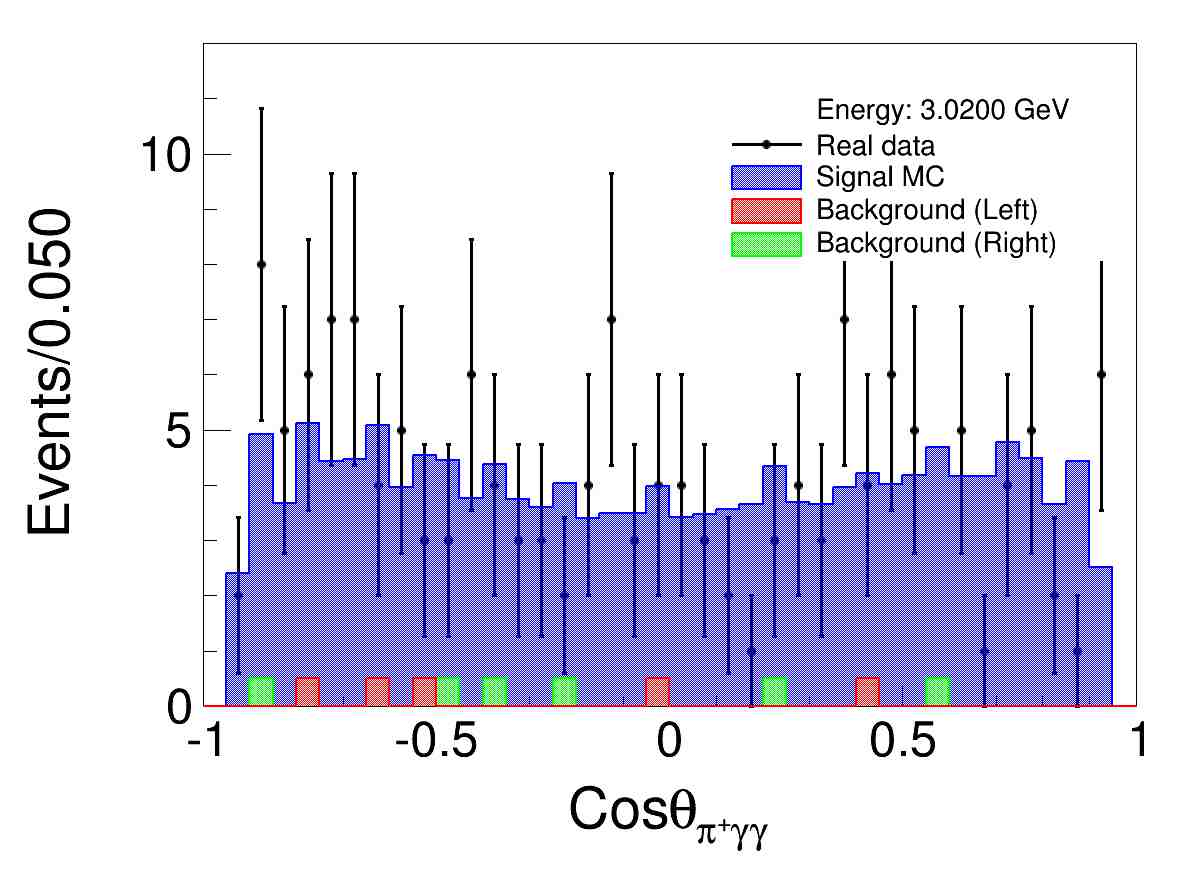 Energy: 3.0200 GeV
Real data
Signal MC
Background (Left)
Background (Right)
Events/0.050
10
5
0
-1
-0.5
0
0.5
1
Cosθπ⁺γγ